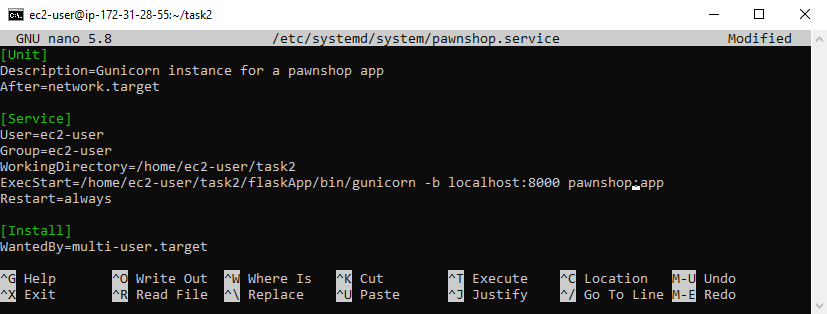 ec2-user@ip-172-31-28-55:~/task2
GNU nano 5.8 /etc/systemd/system/pawnshop.service Modified
[Unit]
Description=Gunicorn instance for a pawnshop app
After=network.target
[Service]
User=ec2-user
Group=ec2-user
WorkingDirectory=/home/ec2-user/task2
ExecStart=/home/ec2-user/task2/flaskApp/bin/gunicorn -b localhost:8000 pawnshop:app
Restart=always
[Install]
WantedBy=multi-user.target
^G Help ^O Write Out ^W Where Is ^K Cut ^T Execute ^C Location M-U Undo
^X Exit ^R Read File ^\ Replace ^U Paste ^J Justify ^/ Go To Line M-E Redo